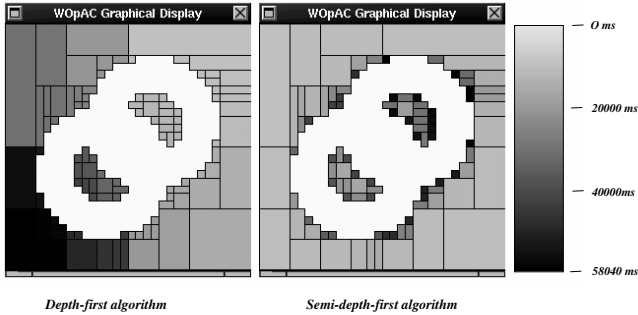 WOpAC Graphical Display
WOpAC Graphical Display
O ms
20000 ms
40000ms
58040 ms
Depth-first algorithm
Semi-depth-first algorithm